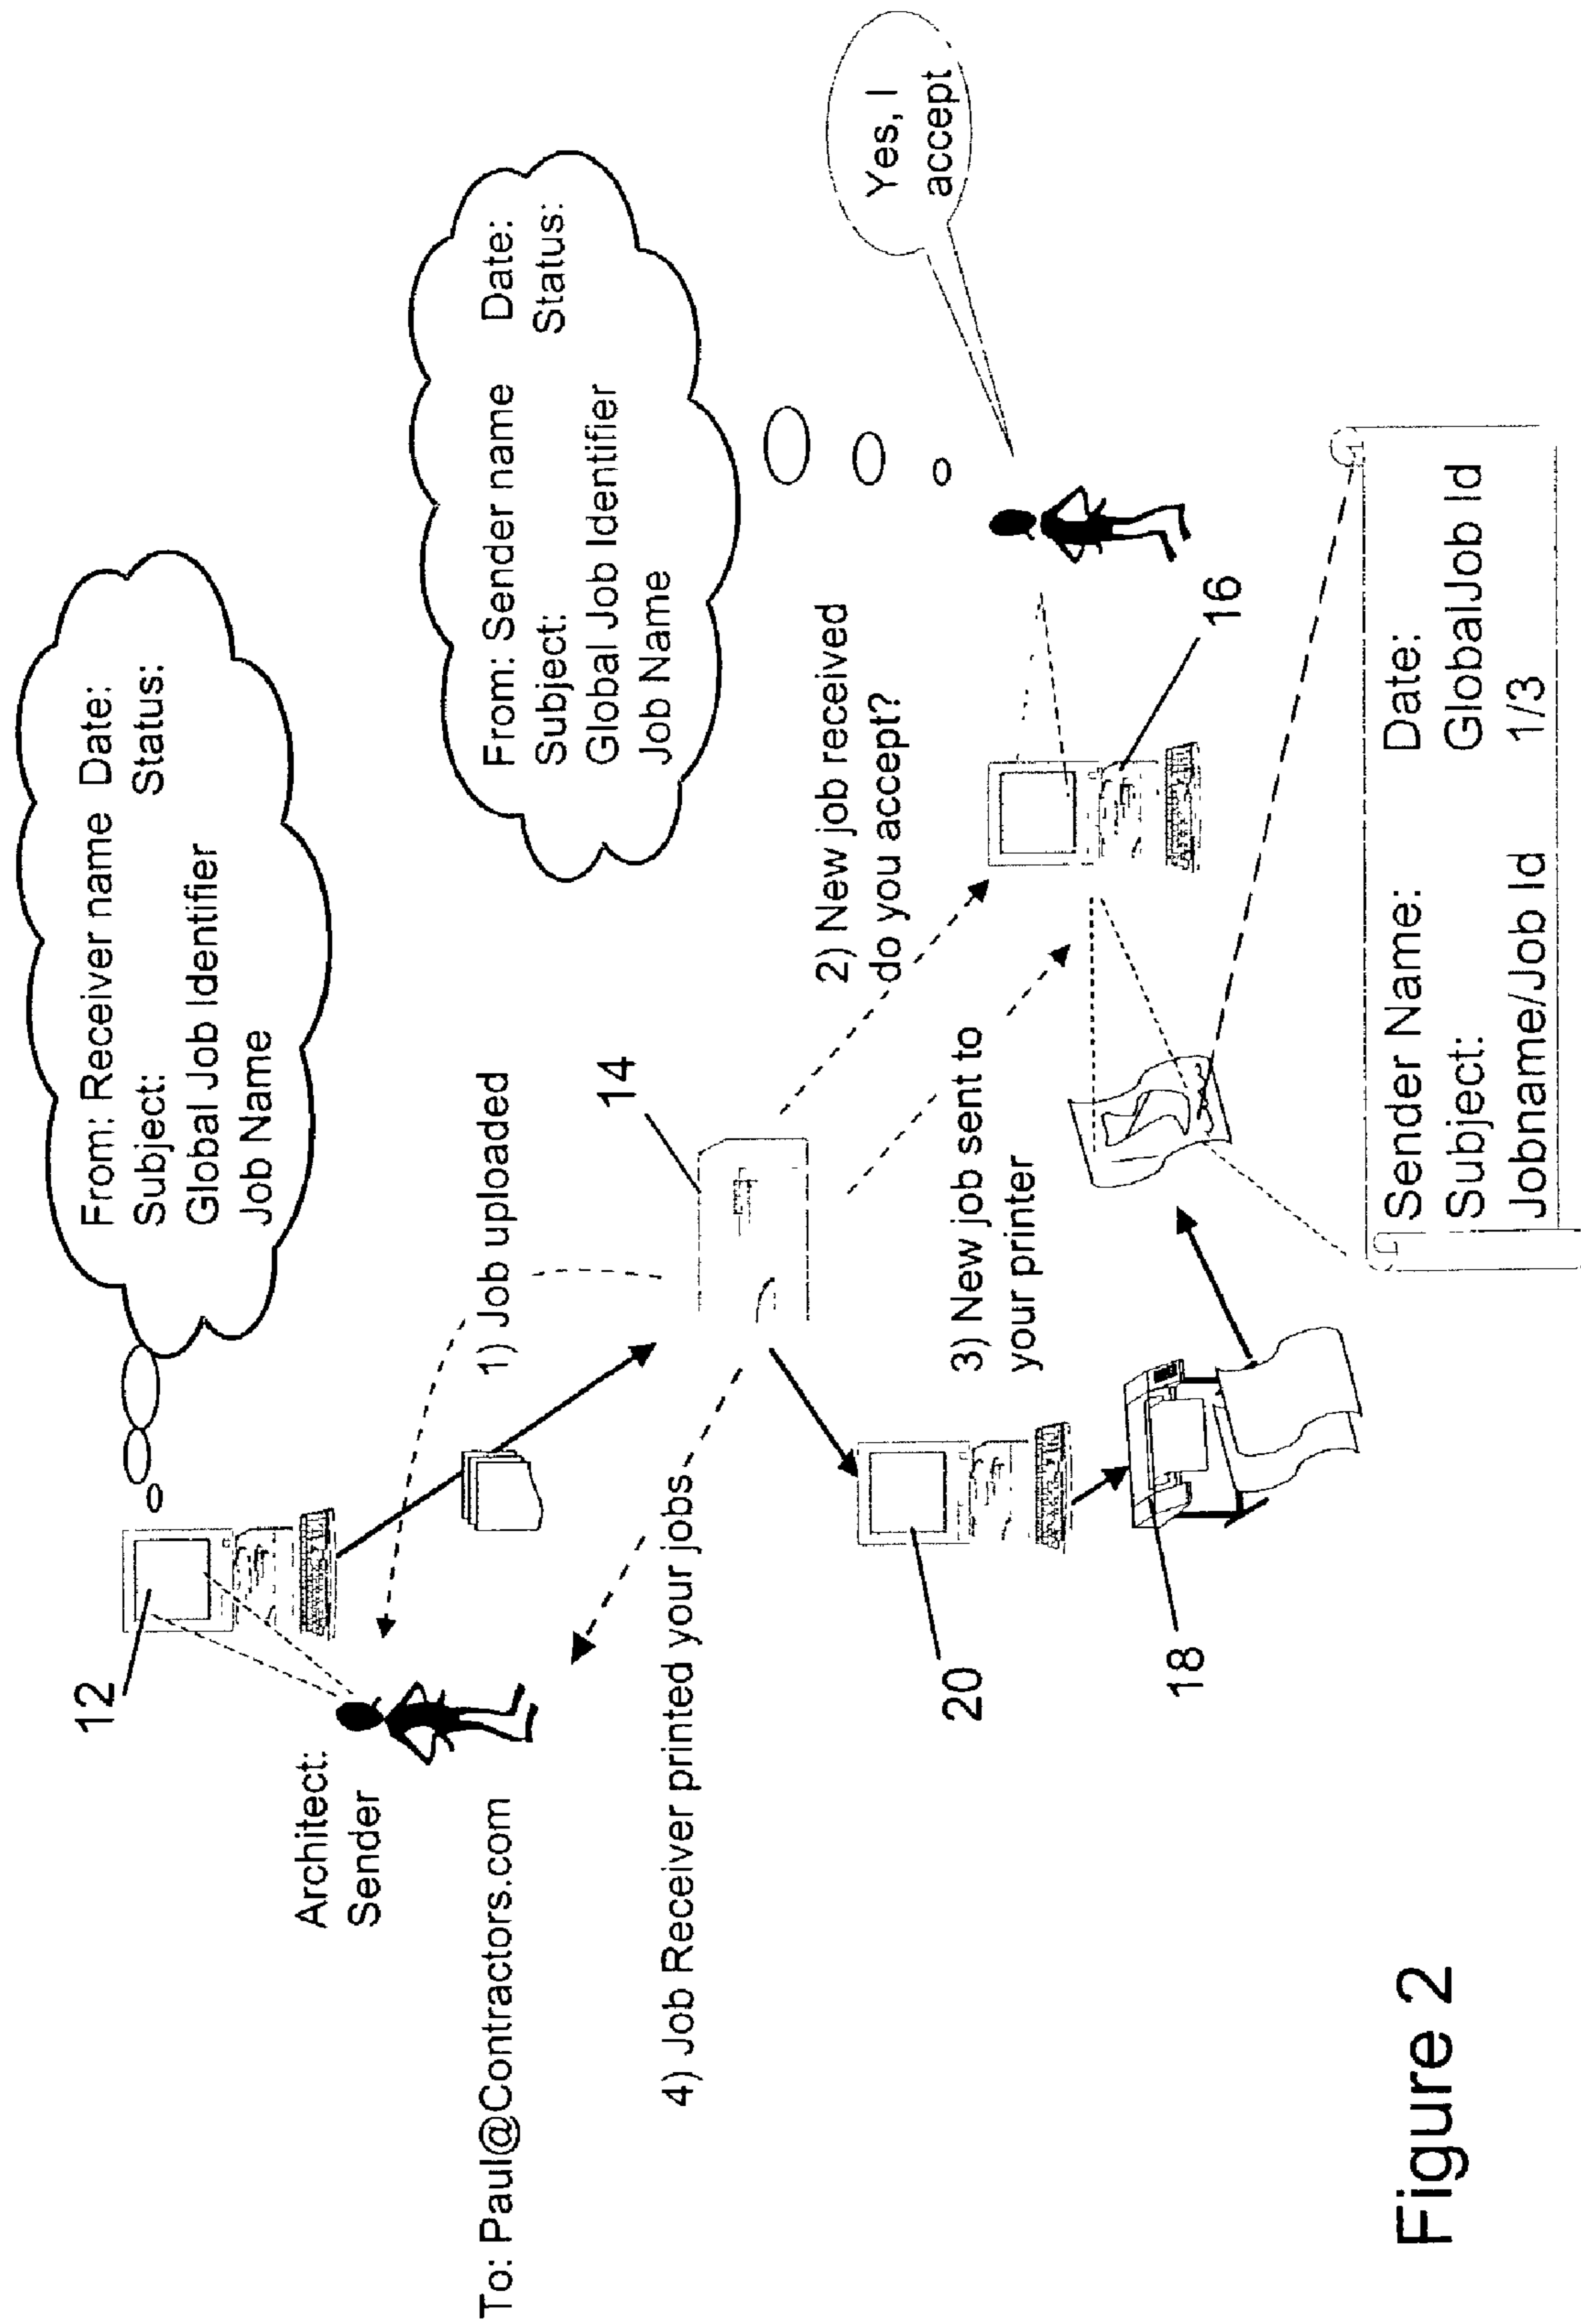 From: Receiver name Date:
Subject: Status:
Global Job Identifier
Job Name
From: Sender name Date:
Subject: Status:
Global Job Identifier
Job Name
12
Architect:
Sender
To: Paul@Contractors.com
1) Job uploaded
14
4) Job Receiver printed your jobs
2) New job received
do you accept?
Yes, I
accept
16
3) New job sent to
your printer
20
18
Sender Name: Date:
Subject: GlobalJob Id
Jobname/Job Id 1/3
Figure 2